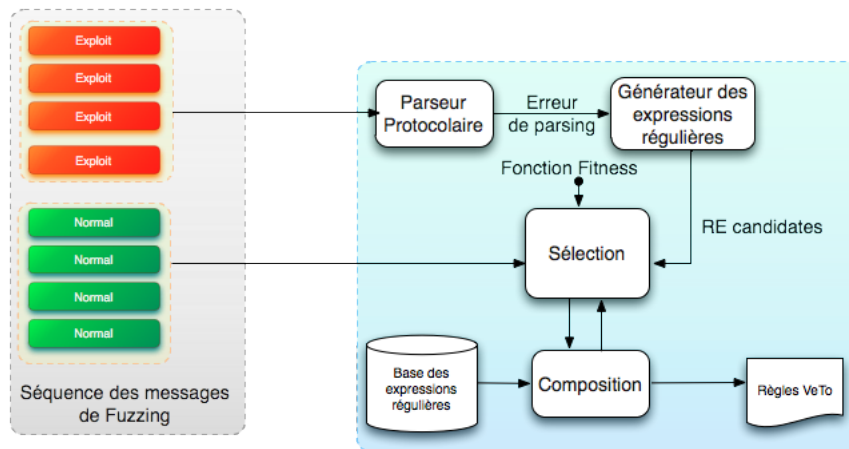 Exploit
Exploit
Exploit
Exploit
Normal
Normal
Normal
Normal
Séquence des messages
de Fuzzing
Parseur
Protocolaire
Erreur
de parsing
Générateur des
expressions
régulières
Fonction Fitness
RE candidates
Sélection
Base des
expressions
régulières
Composition
Règles VeTo